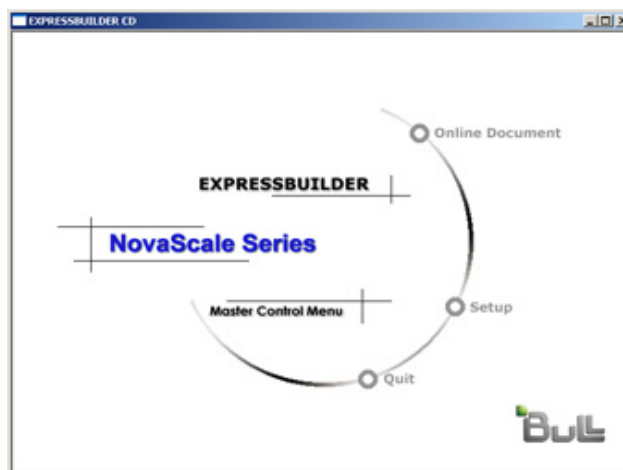 EXPRESSBUILDER CD
Online Document
EXPRESSBUILDER
NovaScale Series
Setup
Master Control Menu
Quit
Bull